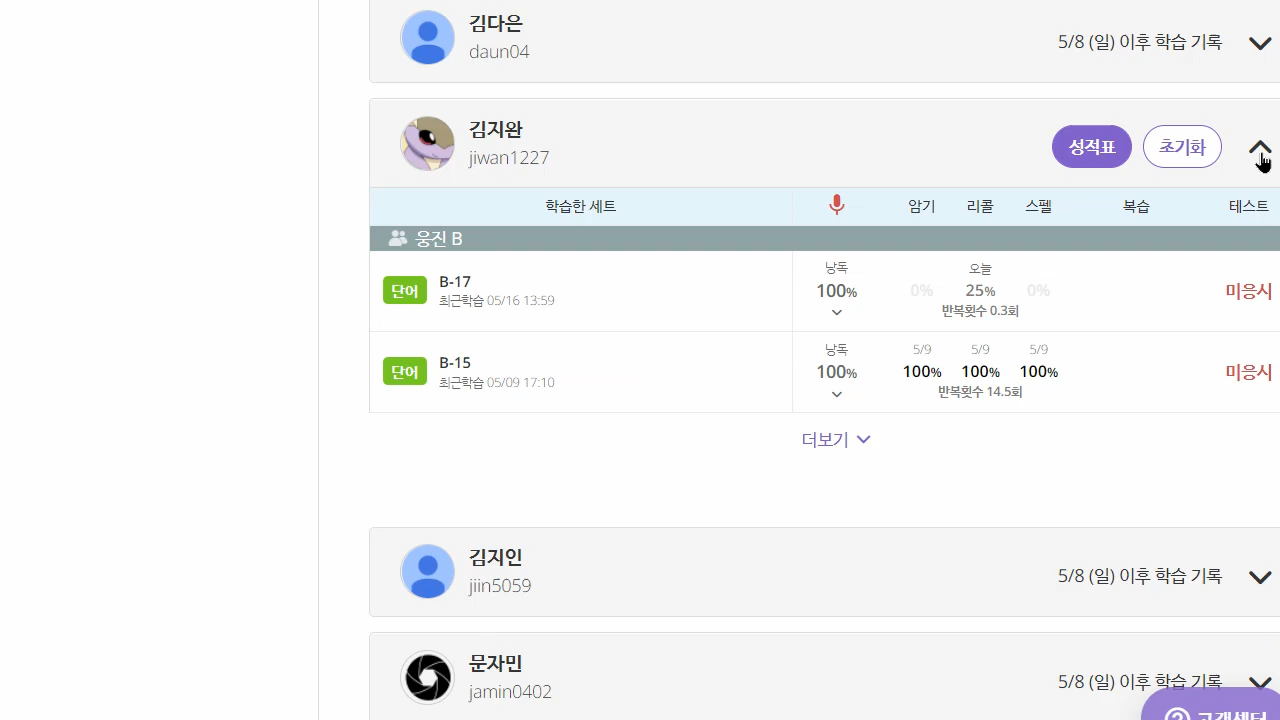 김다은
daun04
5/8 (일) 이후 학습 기록
김지완
jiwan1227
성적표 초기화
학습한 세트 암기 리콜 스펠 복습 테스트
웅진 B
단어 B-17
최근학습 05/16 13:59
낭독 오늘
100% 0% 25% 0%
반복횟수 0.3회
미응시
단어 B-15
최근학습 05/09 17:10
낭독 5/9 5/9 5/9
100% 100% 100% 100%
반복횟수 14.5회
미응시
더보기
김지인
jiin5059
5/8 (일) 이후 학습 기록
문자민
jamin0402
5/8 (일) 이후 학습 기록
고객센터